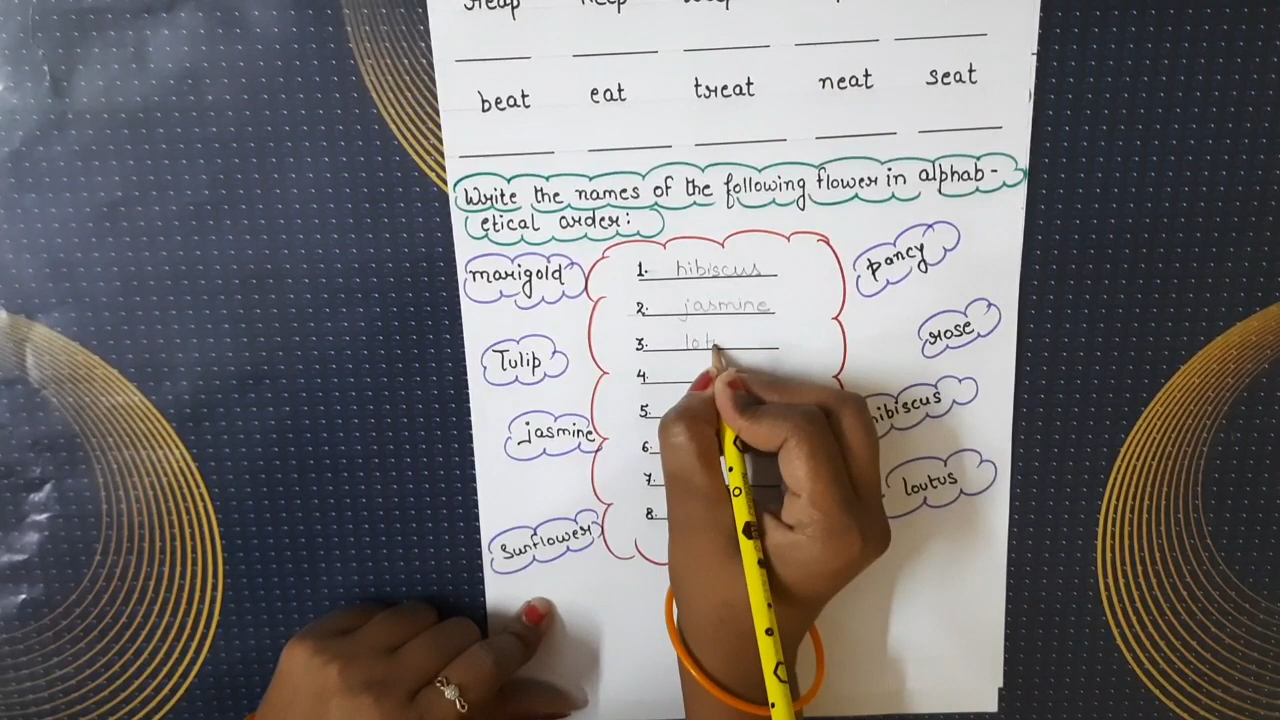 beat eat treat neat seat
Write the names of the following flower in alphab-
etical order:
marigold
Tulip
jasmine
Sunflower
1. hibiscus
2. jasmine
3. lot
4.
5.
6.
7.
8.
pancy
rose
hibiscus
loutus